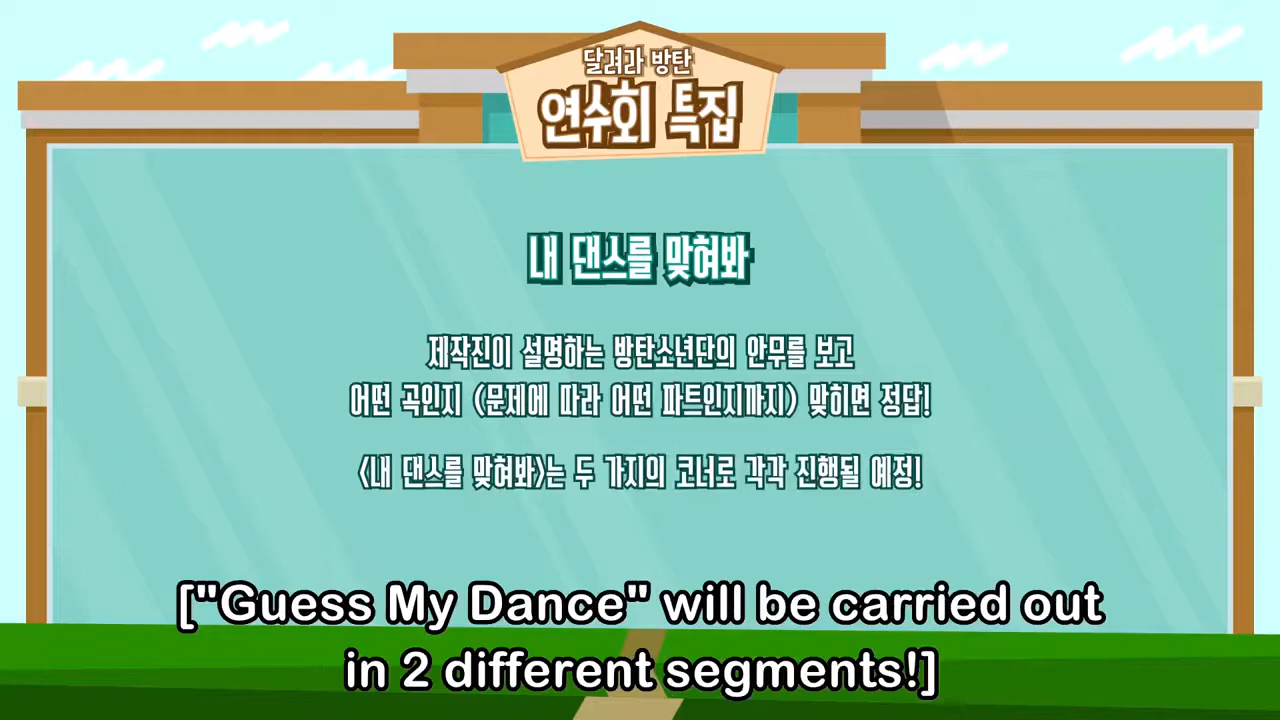 달려라 방탄
연수회 특집
내 댄스를 맞혀봐
제작진이 설명하는 방탄소년단의 안무를 보고
어떤 곡인지 (문제에 따라 어떤 파트인지까지) 맞히면 정답!
<내 댄스를 맞혀봐>는 두 가지의 코너로 각각 진행될 예정!
["Guess My Dance" will be carried out
in 2 different segments!]